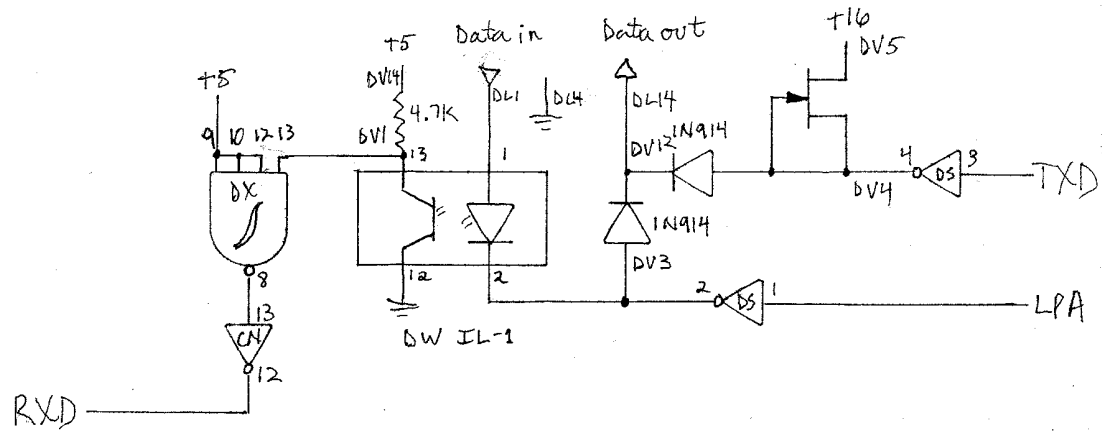 +5
Data in
Data out
+16
DV5
+5
DV14
4.7K
DV1
DL1
DL4
DL14
9 10 12 13
DX
8
13
CN
12
RXD
13
1
12
2
DW IL-1
DV12
1N914
1N914
DV3
DV4
4
DS
3
TXD
2
DS
1
LPA